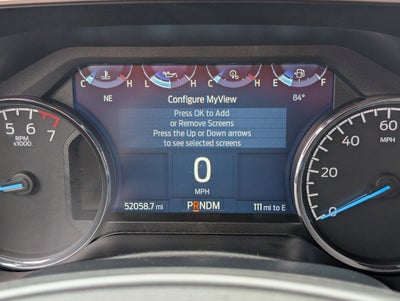 C H L H C H E F
NE
Configure MyView
84°
Press OK to Add
or Remove Screens
Press the Up or Down arrows
to see selected screens
0
MPH
52058.7 mi
PRNDM
111 mi to E
5 6 7
RPM
x1000
0
20
40
60
MPH